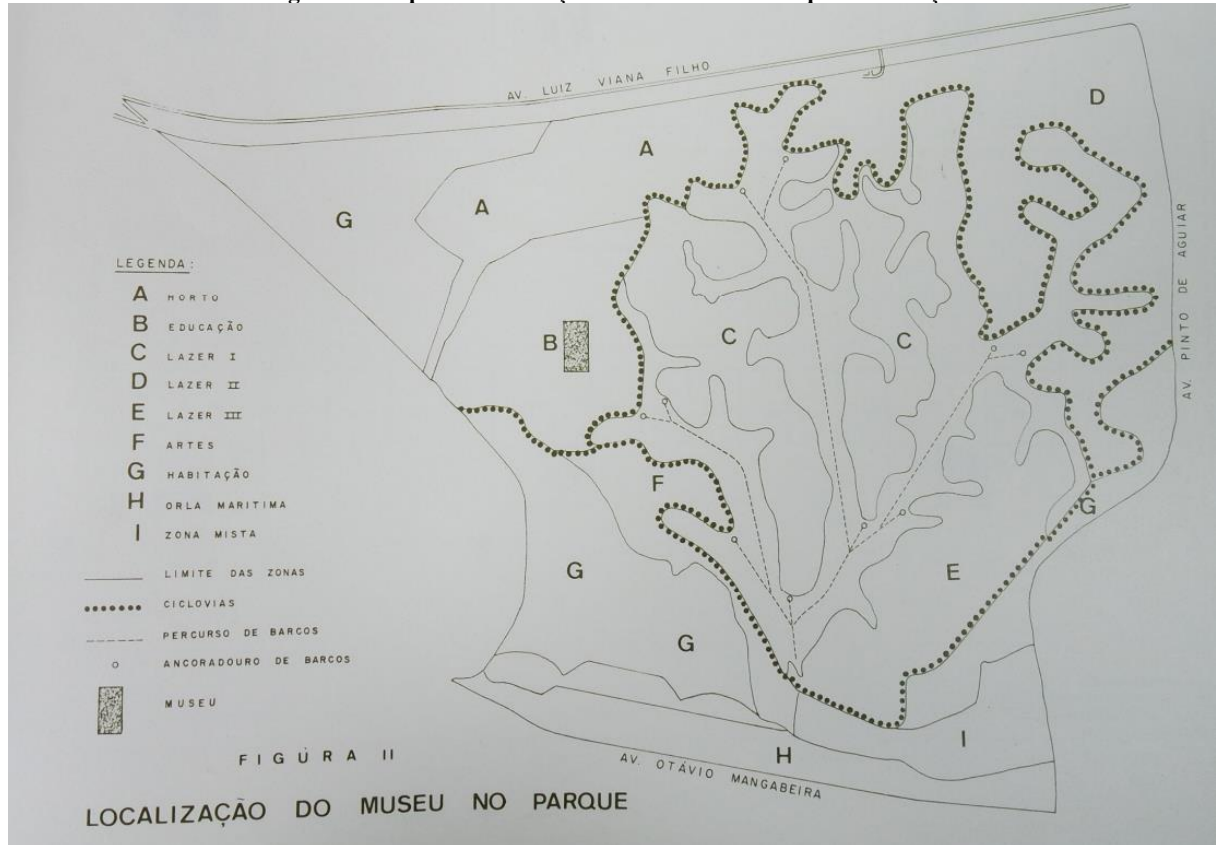 AV. LUIZ VIANA FILHO
D
A
G
A
AV. PINTO DE AGUIAR
LEGENDA:
A HORTO
B EDUCAÇÃO
C LAZER I
D LAZER II
E LAZER III
F ARTES
G HABITAÇÃO
H ORLA MARITIMA
I ZONA MISTA
LIMITE DAS ZONAS
CICLOVIAS
PERCURSO DE BARCOS
ANCORADOURO DE BARCOS
MUSEU
B
C
C
F
G
G
E
G
H
I
AV. OTÁVIO MANGABEIRA
FIGURA II
LOCALIZAÇÃO DO MUSEU NO PARQUE